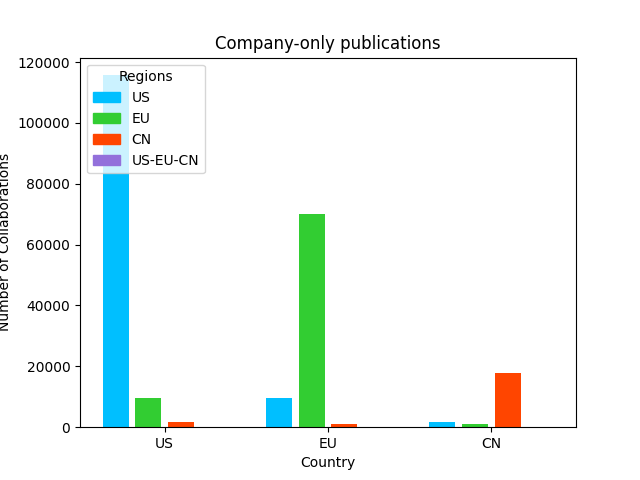 Company-only publications
Number of Collaborations
120000
100000
80000
60000
40000
20000
0
Regions
US
EU
CN
US-EU-CN
US
EU
CN
Country